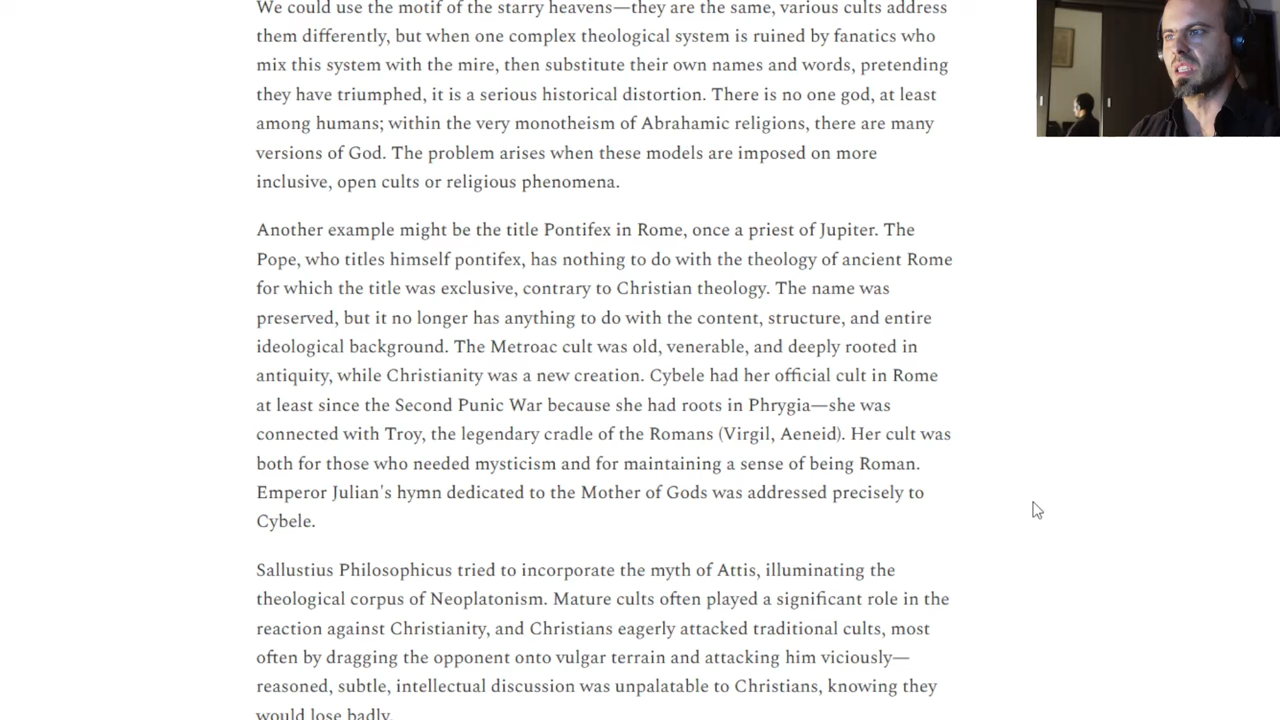 We could use the motif of the starry heavens—they are the same, various cults address
them differently, but when one complex theological system is ruined by fanatics who
mix this system with the mire, then substitute their own names and words, pretending
they have triumphed, it is a serious historical distortion. There is no one god, at least
among humans; within the very monotheism of Abrahamic religions, there are many
versions of God. The problem arises when these models are imposed on more
inclusive, open cults or religious phenomena.
Another example might be the title Pontifex in Rome, once a priest of Jupiter. The
Pope, who titles himself pontifex, has nothing to do with the theology of ancient Rome
for which the title was exclusive, contrary to Christian theology. The name was
preserved, but it no longer has anything to do with the content, structure, and entire
ideological background. The Metroac cult was old, venerable, and deeply rooted in
antiquity, while Christianity was a new creation. Cybele had her official cult in Rome
at least since the Second Punic War because she had roots in Phrygia—she was
connected with Troy, the legendary cradle of the Romans (Virgil, Aeneid). Her cult was
both for those who needed mysticism and for maintaining a sense of being Roman.
Emperor Julian's hymn dedicated to the Mother of Gods was addressed precisely to
Cybele.
Sallustius Philosophicus tried to incorporate the myth of Attis, illuminating the
theological corpus of Neoplatonism. Mature cults often played a significant role in the
reaction against Christianity, and Christians eagerly attacked traditional cults, most
often by dragging the opponent onto vulgar terrain and attacking him viciously—
reasoned, subtle, intellectual discussion was unpalatable to Christians, knowing they
would lose badly.